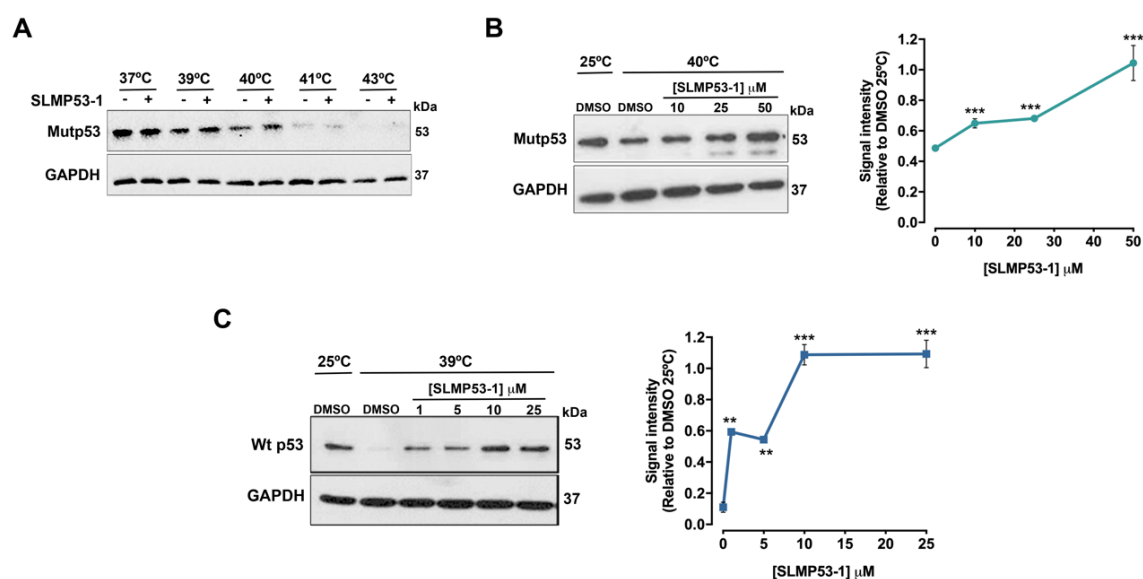 A
37ºC 39ºC 40ºC 41ºC 43ºC
SLMP53-1 - + - + - + - + - + kDa
Mutp53 53
GAPDH 37
B
25ºC 40ºC
[SLMP53-1] μM
DMSO DMSO 10 25 50 kDa
Mutp53 53
GAPDH 37
Signal intensity
(Relative to DMSO 25ºC)
1.2
1.0
0.8
0.6
0.4
0.2
0.0
*** *** ***
0 10 20 30 40 50
[SLMP53-1] μM
C
25ºC 39ºC
[SLMP53-1] μM
DMSO DMSO 1 5 10 25 kDa
Wt p53 53
GAPDH 37
Signal intensity
(Relative to DMSO 25ºC)
1.2
1.0
0.8
0.6
0.4
0.2
0.0
** ** *** ***
0 5 10 15 20 25
[SLMP53-1] μM